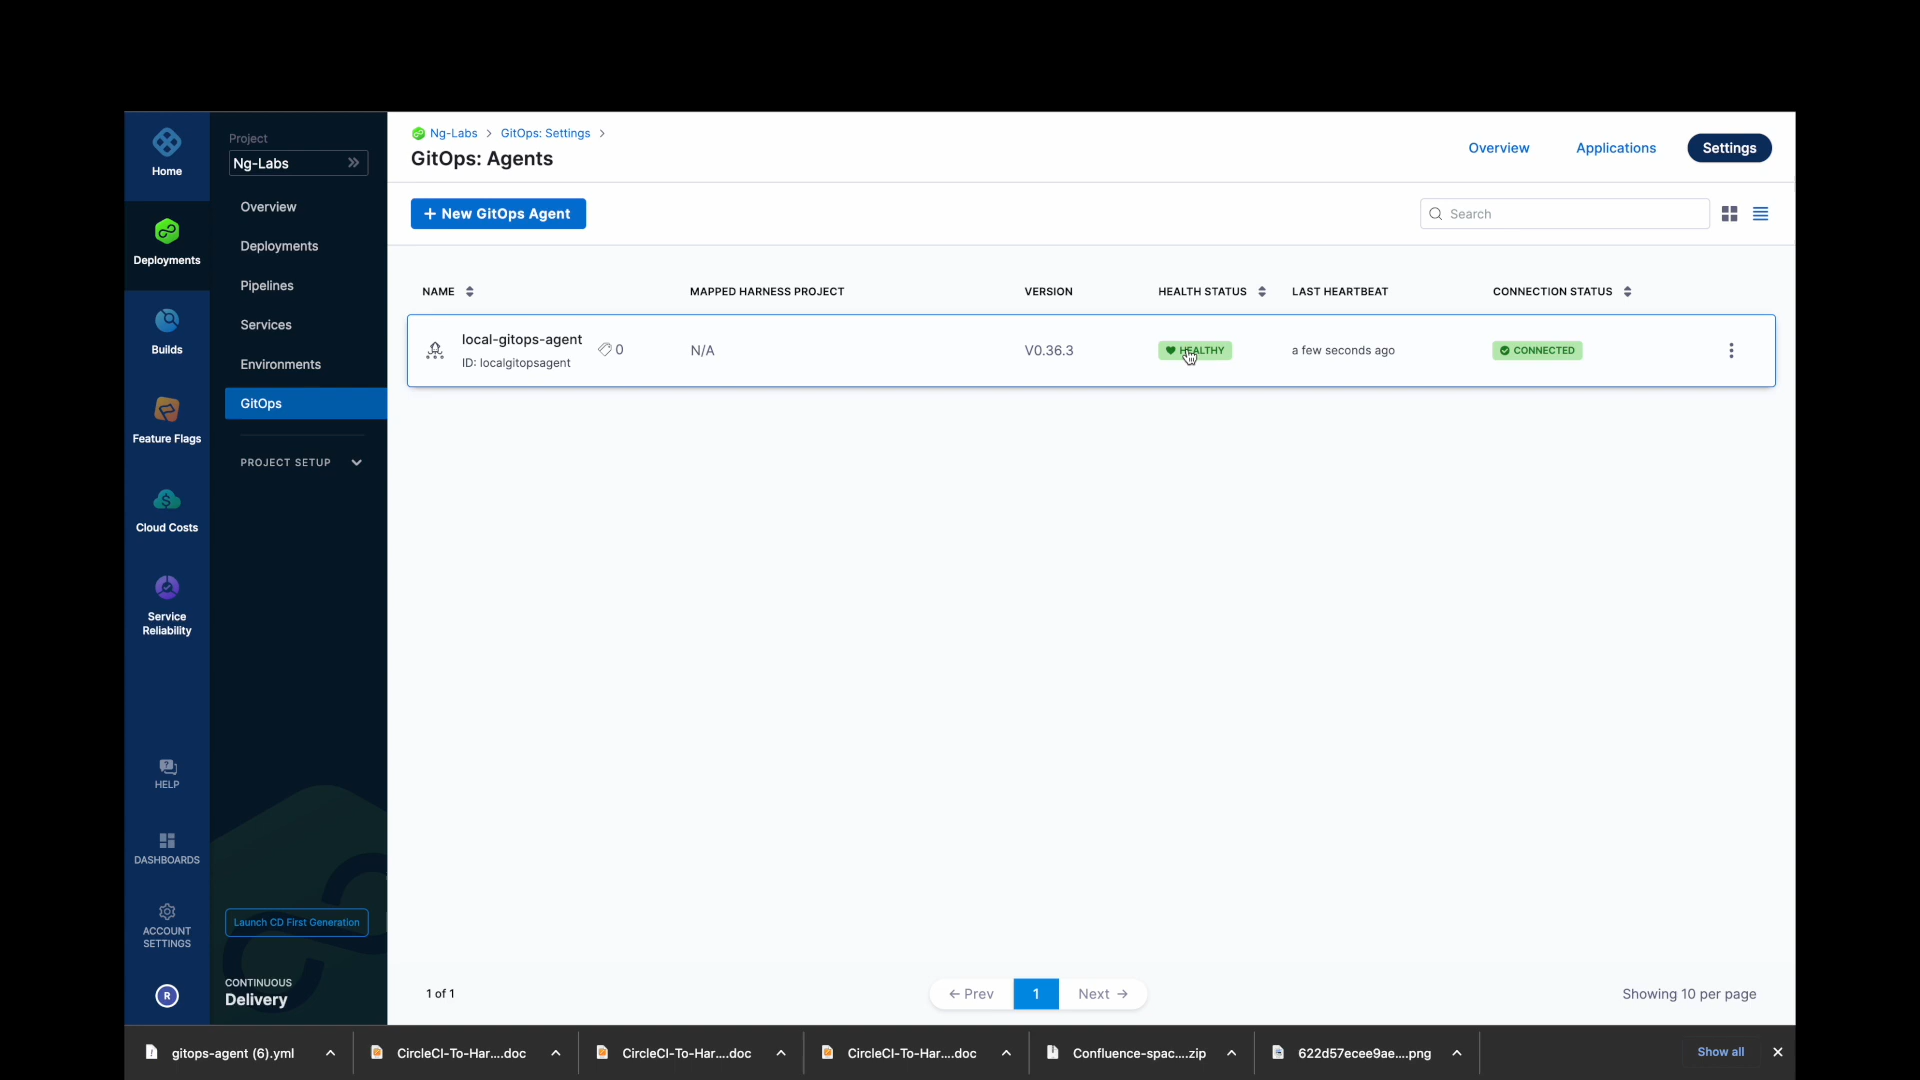 Home
Deployments
Builds
Feature Flags
Cloud Costs
Service
Reliability
HELP
DASHBOARDS
ACCOUNT
SETTINGS
R
Project
Ng-Labs
Overview
Deployments
Pipelines
Services
Environments
GitOps
PROJECT SETUP
Launch CD First Generation
CONTINUOUS
Delivery
Ng-Labs > GitOps: Settings >
GitOps: Agents
Overview Applications Settings
+ New GitOps Agent
Search
NAME MAPPED HARNESS PROJECT VERSION HEALTH STATUS LAST HEARTBEAT CONNECTION STATUS
local-gitops-agent
ID: localgitopsagent
0
N/A
V0.36.3
HEALTHY
a few seconds ago
CONNECTED
1 of 1
← Prev 1 Next →
Showing 10 per page
gitops-agent (6).yml
CircleCI-To-Har....doc
CircleCI-To-Har....doc
CircleCI-To-Har....doc
Confluence-spac....zip
622d57ecee9ae....png
Show all